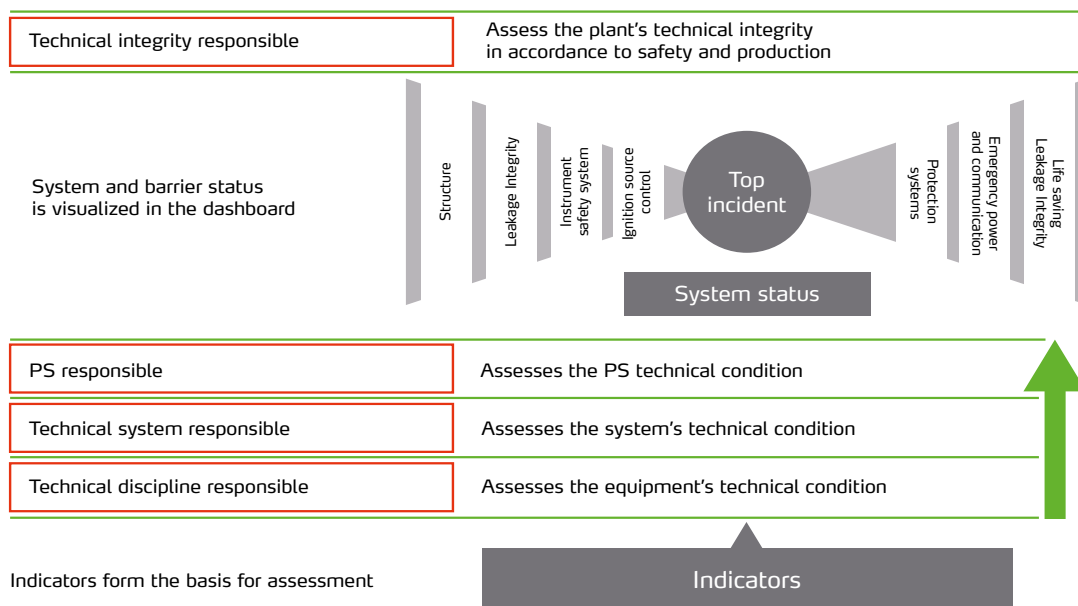 Technical integrity responsible
Assess the plant's technical integrity
in accordance to safety and production
System and barrier status
is visualized in the dashboard
Structure
Leakage Integrity
Instrument
safety system
Ignition source
control
Top
incident
Protection
systems
Emergency power
and communication
Life saving
Leakage Integrity
System status
PS responsible
Assesses the PS technical condition
Technical system responsible
Assesses the system's technical condition
Technical discipline responsible
Assesses the equipment's technical condition
Indicators form the basis for assessment
Indicators